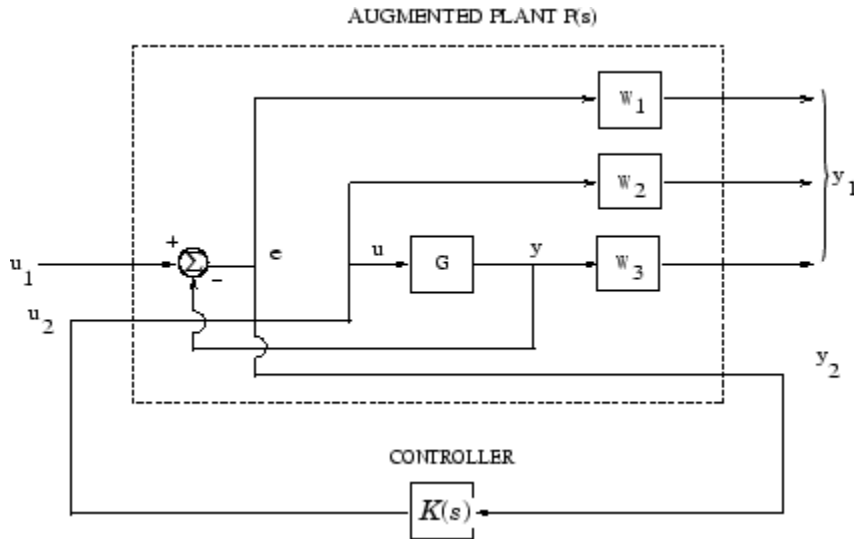 AUGMENTED PLANT P(s)
W1
W2
y1
+
Σ
e
u
G
y
W3
u1
-
u2
y2
CONTROLLER
K(s)